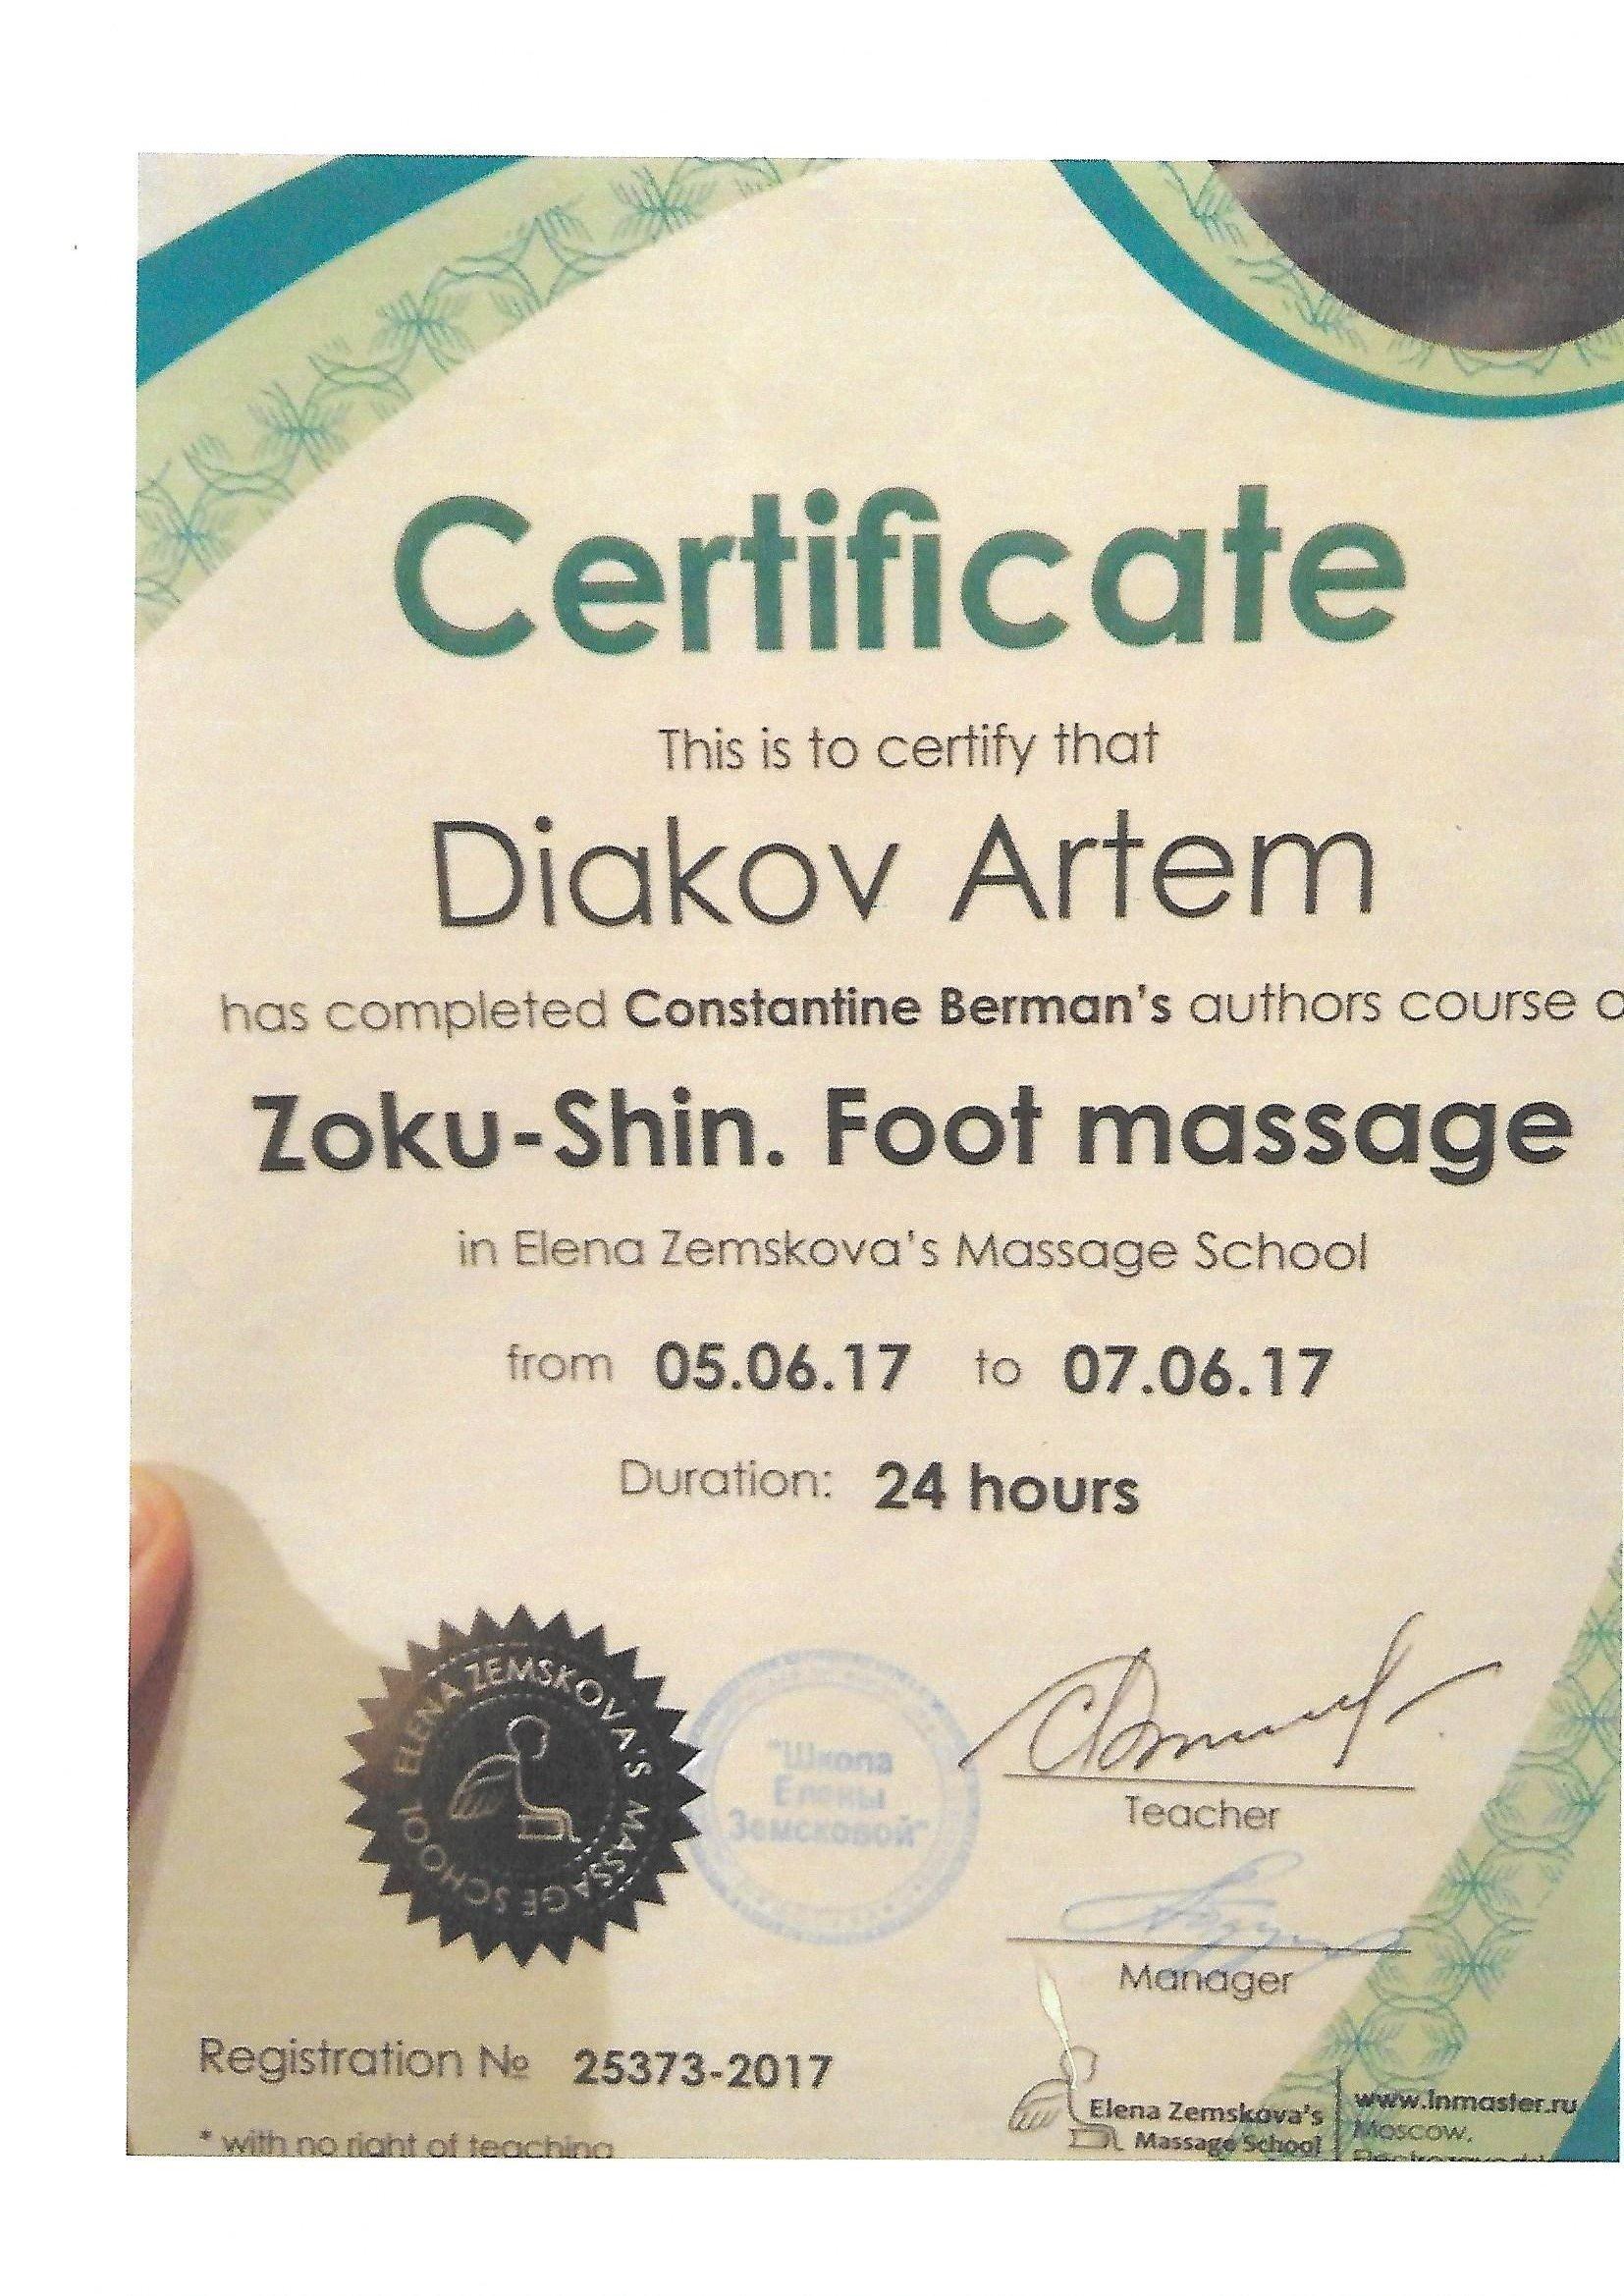 Certificate
This is to certify that
Diakov Artem
has completed Constantine Berman's authors course
Zoku-Shin. Foot massage
in Elena Zemskova's Massage School
from 05.06.17 to 07.06.17
Duration: 24 hours
ELENA ZEMSKOVA'S MASSAGE SCHOOL
"Школа
Елены
Земсковой"
Teacher
Manager
Registration № 25373-2017
* with no right of teaching
Elena Zemskova's
Massage School
www.inmaster.ru
Moscow,